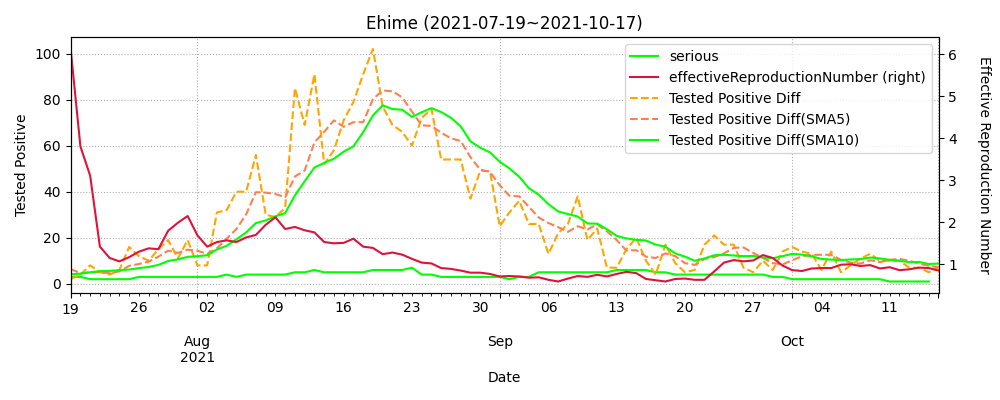 Ehime (2021-07-19~2021-10-17)
100
80
60
40
20
0
Tested Positive
6
5
4
3
2
1
Effective Reproduction Number
serious
effectiveReproductionNumber (right)
Tested Positive Diff
Tested Positive Diff(SMA5)
Tested Positive Diff(SMA10)
19 26 02 09 16 23 30 06 13 20 27 04 11
Aug Sep Oct
2021
Date